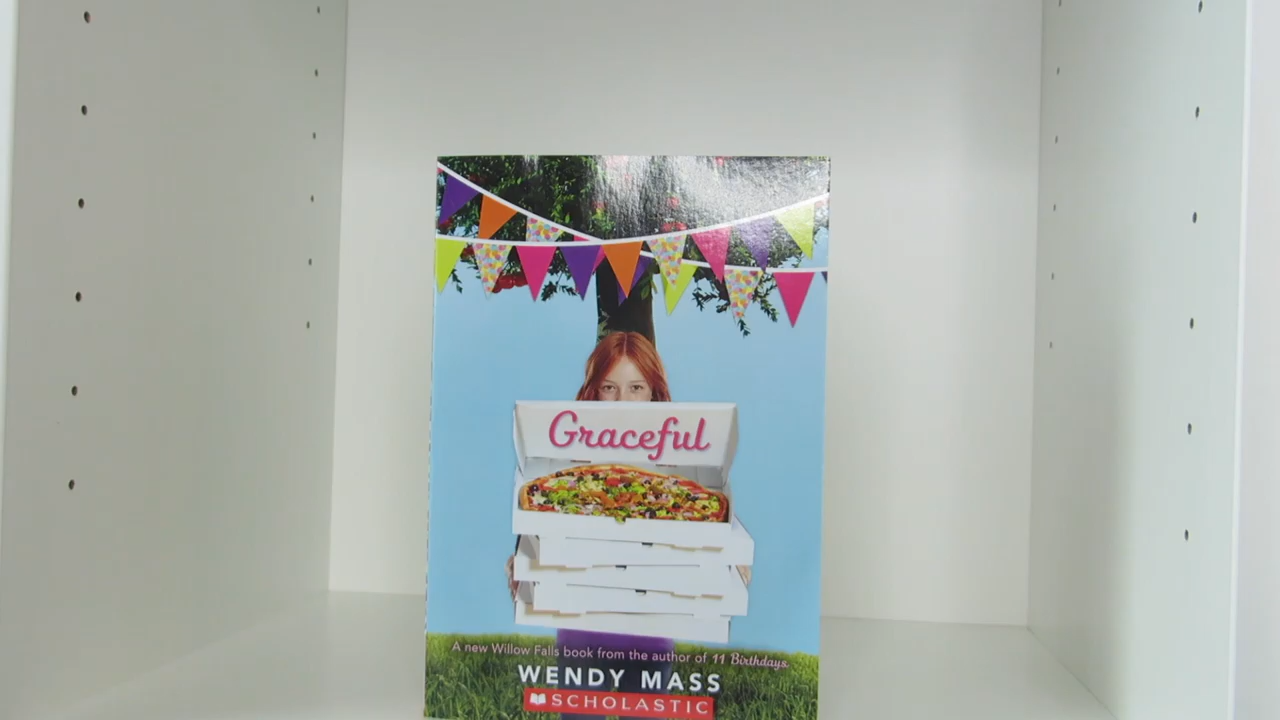 Graceful
A new Willow Falls book from the author of 11 Birthdays.
WENDY MASS
SCHOLASTIC